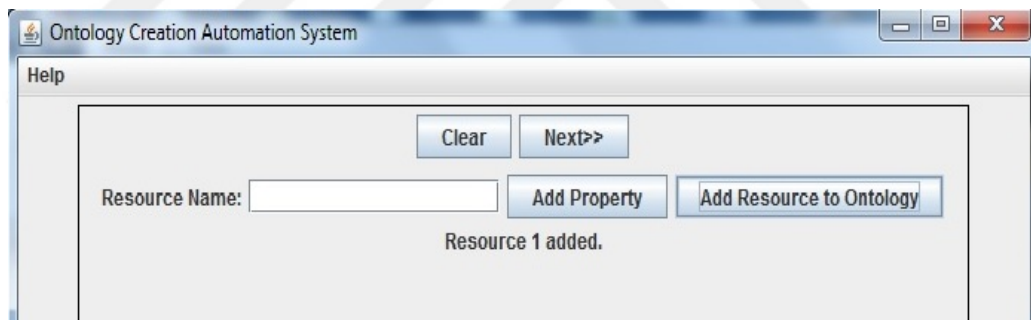 Ontology Creation Automation System
Help
Clear Next>>
Resource Name: Add Property Add Resource to Ontology
Resource 1 added.